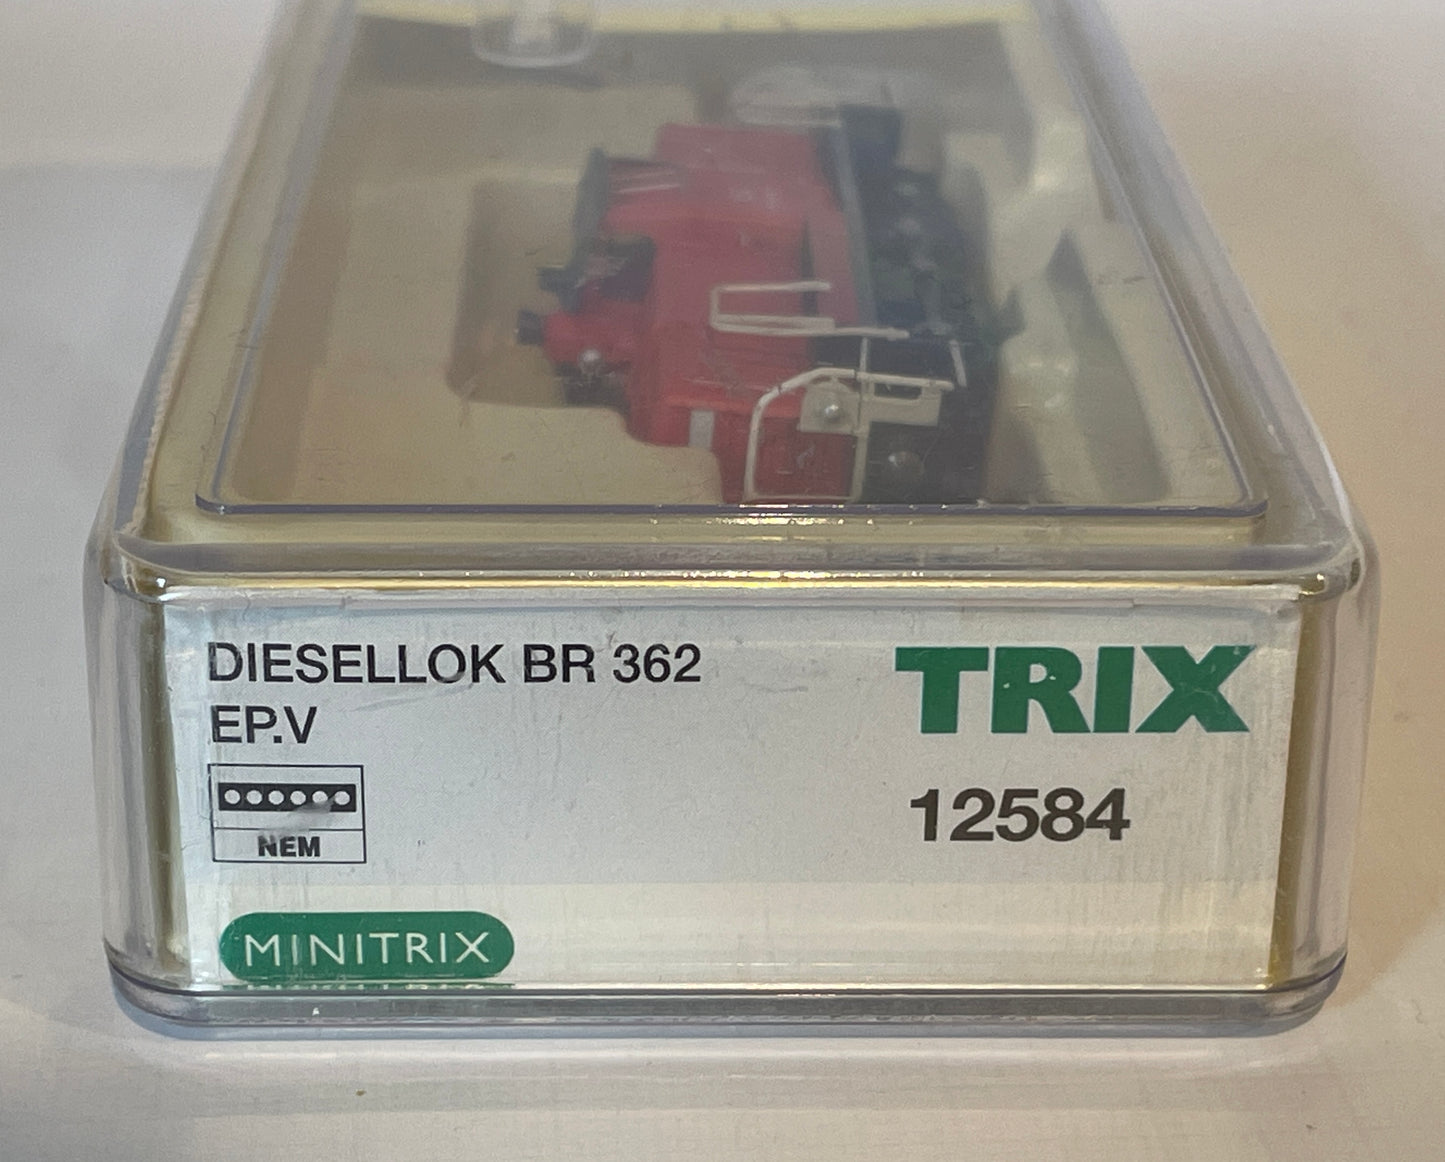 DIESELLOK BR 362
EP.V
TRIX
12584
NEM
MINITRIX